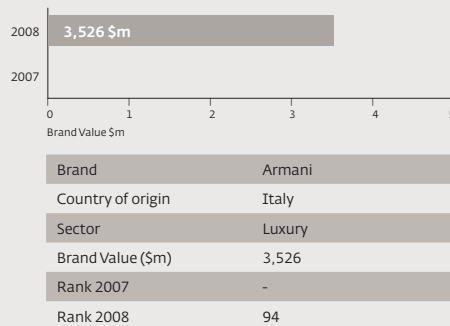 2008 3,526 $m
2007
0 1 2 3 4
Brand Value $m
Brand Armani
Country of origin Italy
Sector Luxury
Brand Value ($m) 3,526
Rank 2007 -
Rank 2008 94